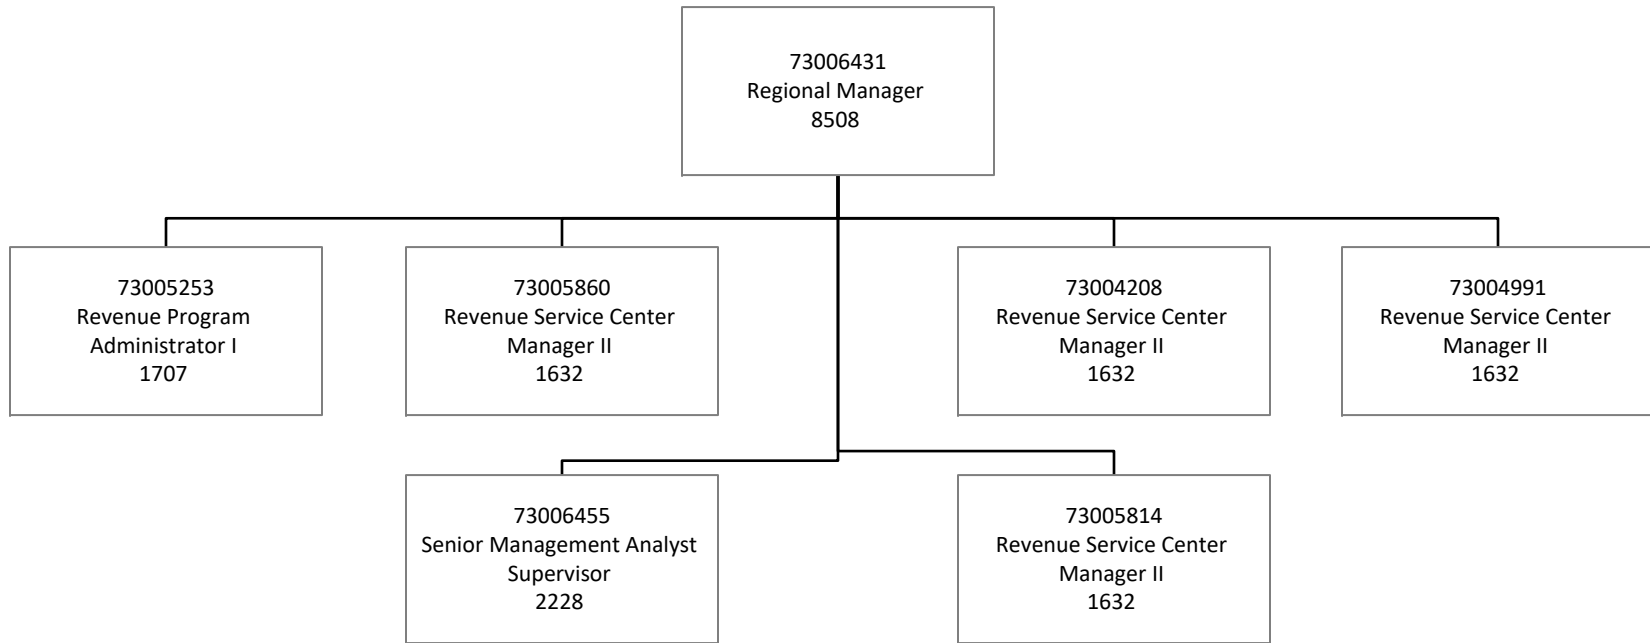 73006431
Regional Manager
8508
73005253
Revenue Program
Administrator I
1707
73005860
Revenue Service Center
Manager II
1632
73004208
Revenue Service Center
Manager II
1632
73004991
Revenue Service Center
Manager II
1632
73006455
Senior Management Analyst
Supervisor
2228
73005814
Revenue Service Center
Manager II
1632